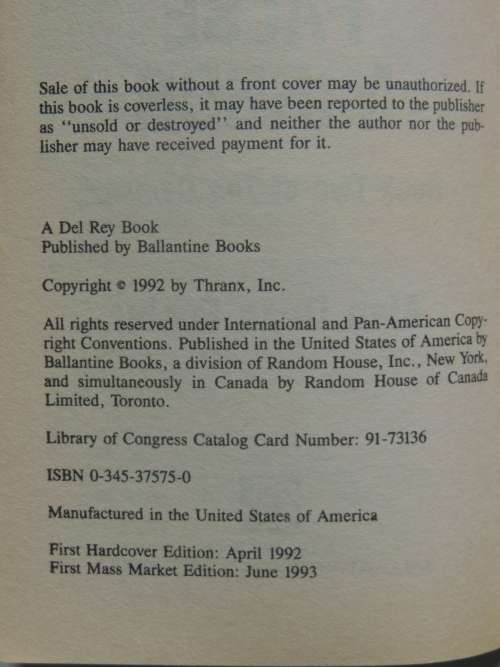 Sale of this book without a front cover may be unauthorized. If
this book is coverless, it may have been reported to the publisher
as "unsold or destroyed" and neither the author nor the pub-
lisher may have received payment for it.
A Del Rey Book
Published by Ballantine Books
Copyright © 1992 by Thranx, Inc.
All rights reserved under International and Pan-American Copy-
right Conventions. Published in the United States of America by
Ballantine Books, a division of Random House, Inc., New York,
and simultaneously in Canada by Random House of Canada
Limited, Toronto.
Library of Congress Catalog Card Number: 91-73136
ISBN 0-345-37575-0
Manufactured in the United States of America
First Hardcover Edition: April 1992
First Mass Market Edition: June 1993